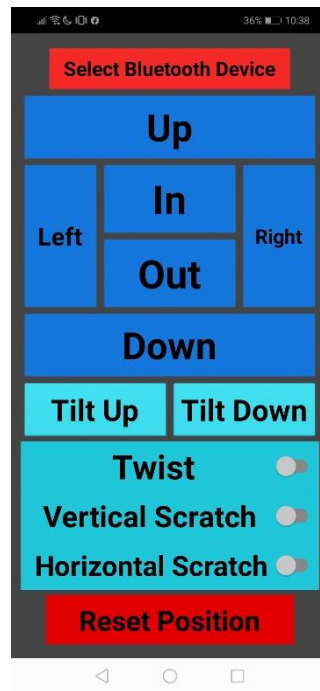 36% 10:38
Select Bluetooth Device
Up
Left
In
Right
Out
Down
Tilt Up
Tilt Down
Twist
Vertical Scratch
Horizontal Scratch
Reset Position